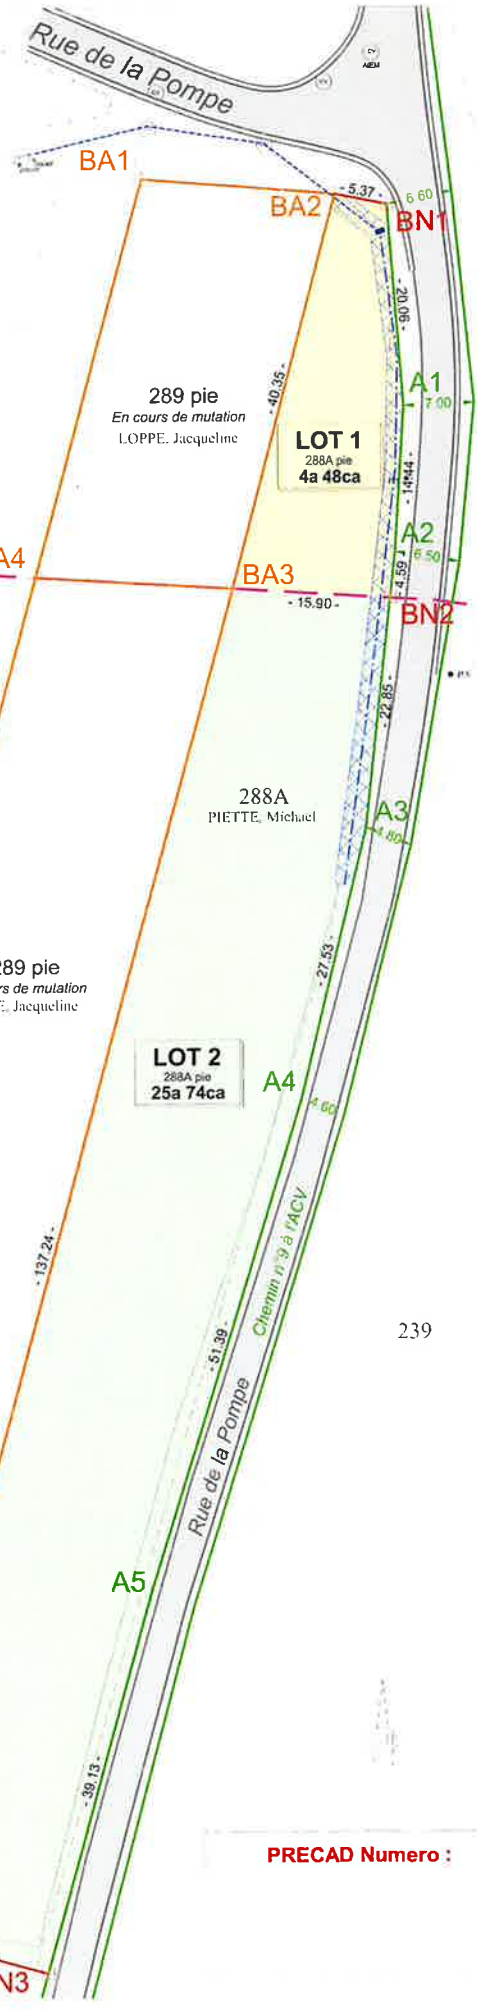 Rue de la Pompe
CV
AIEM
CV
BA1
BA2
- 5.37 -
6.60
BN1
- 20.06 -
289 pie
En cours de mutation
LOPPE, Jacqueline
- 40.35 -
A1
7.00
LOT 1
288A pie
4a 48ca
- 14.44 -
A2
6.50
A4
BA3
- 4.59 -
- 15.90 -
BN2
- 22.85 -
288A
PIETTE, Michael
A3
4.80
289 pie
rs de mutation
E, Jacqueline
- 27.53 -
LOT 2
288A pie
25a 74ca
A4
4.60
- 137.24 -
Chemin n°9 à l'ACV
- 51.39 -
239
Rue de la Pompe
A5
- 39.13 -
PRECAD Numero :
N3